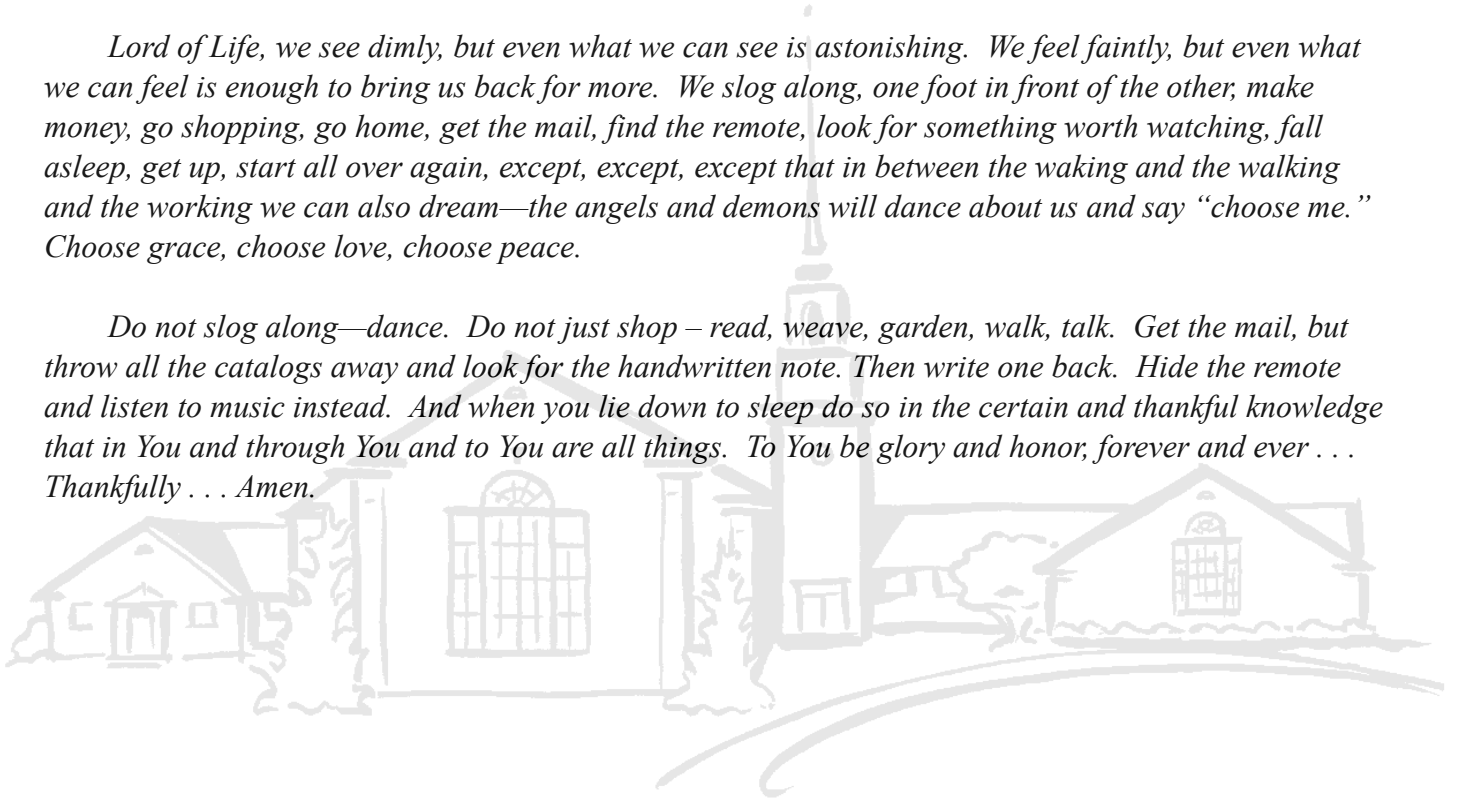 Lord of Life, we see dimly, but even what we can see is astonishing.  We feel faintly, but even what
we can feel is enough to bring us back for more.  We slog along, one foot in front of the other, make
money, go shopping, go home, get the mail, find the remote, look for something worth watching, fall
asleep, get up, start all over again, except, except, except that in between the waking and the walking
and the working we can also dream—the angels and demons will dance about us and say “choose me.”
Choose grace, choose love, choose peace.
Do not slog along—dance.  Do not just shop – read, weave, garden, walk, talk.  Get the mail, but
throw all the catalogs away and look for the handwritten note. Then write one back.  Hide the remote
and listen to music instead.  And when you lie down to sleep do so in the certain and thankful knowledge
that in You and through You and to You are all things.  To You be glory and honor, forever and ever . . .
Thankfully . . . Amen.